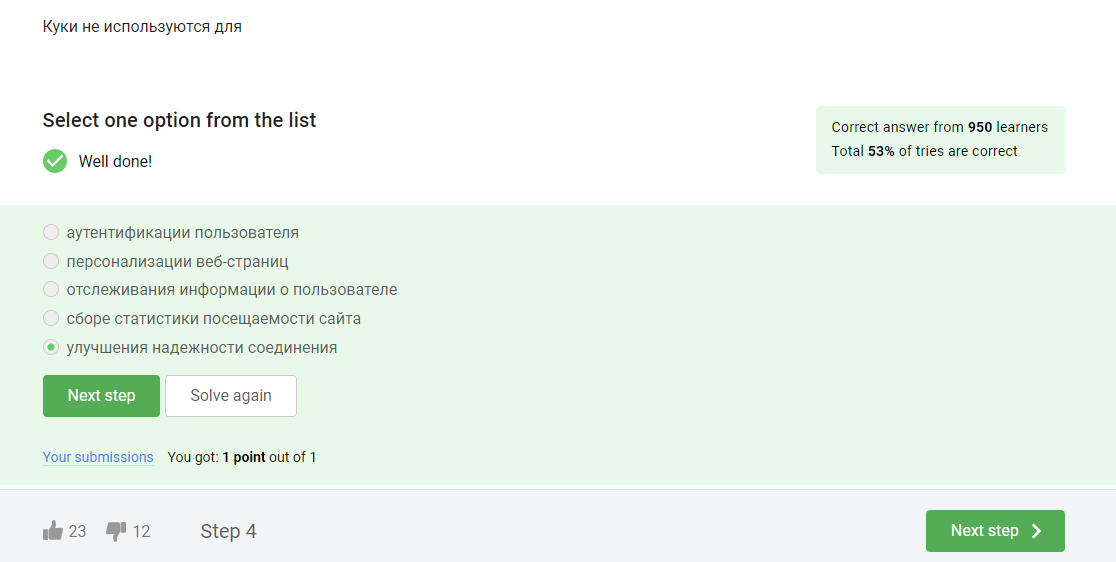 Куки не используются для
Select one option from the list
Well done!
Correct answer from 950 learners
Total 53% of tries are correct
аутентификации пользователя
персонализации веб-страниц
отслеживания информации о пользователе
сборе статистики посещаемости сайта
улучшения надежности соединения
Next step
Solve again
Your submissions You got: 1 point out of 1
23 12 Step 4
Next step